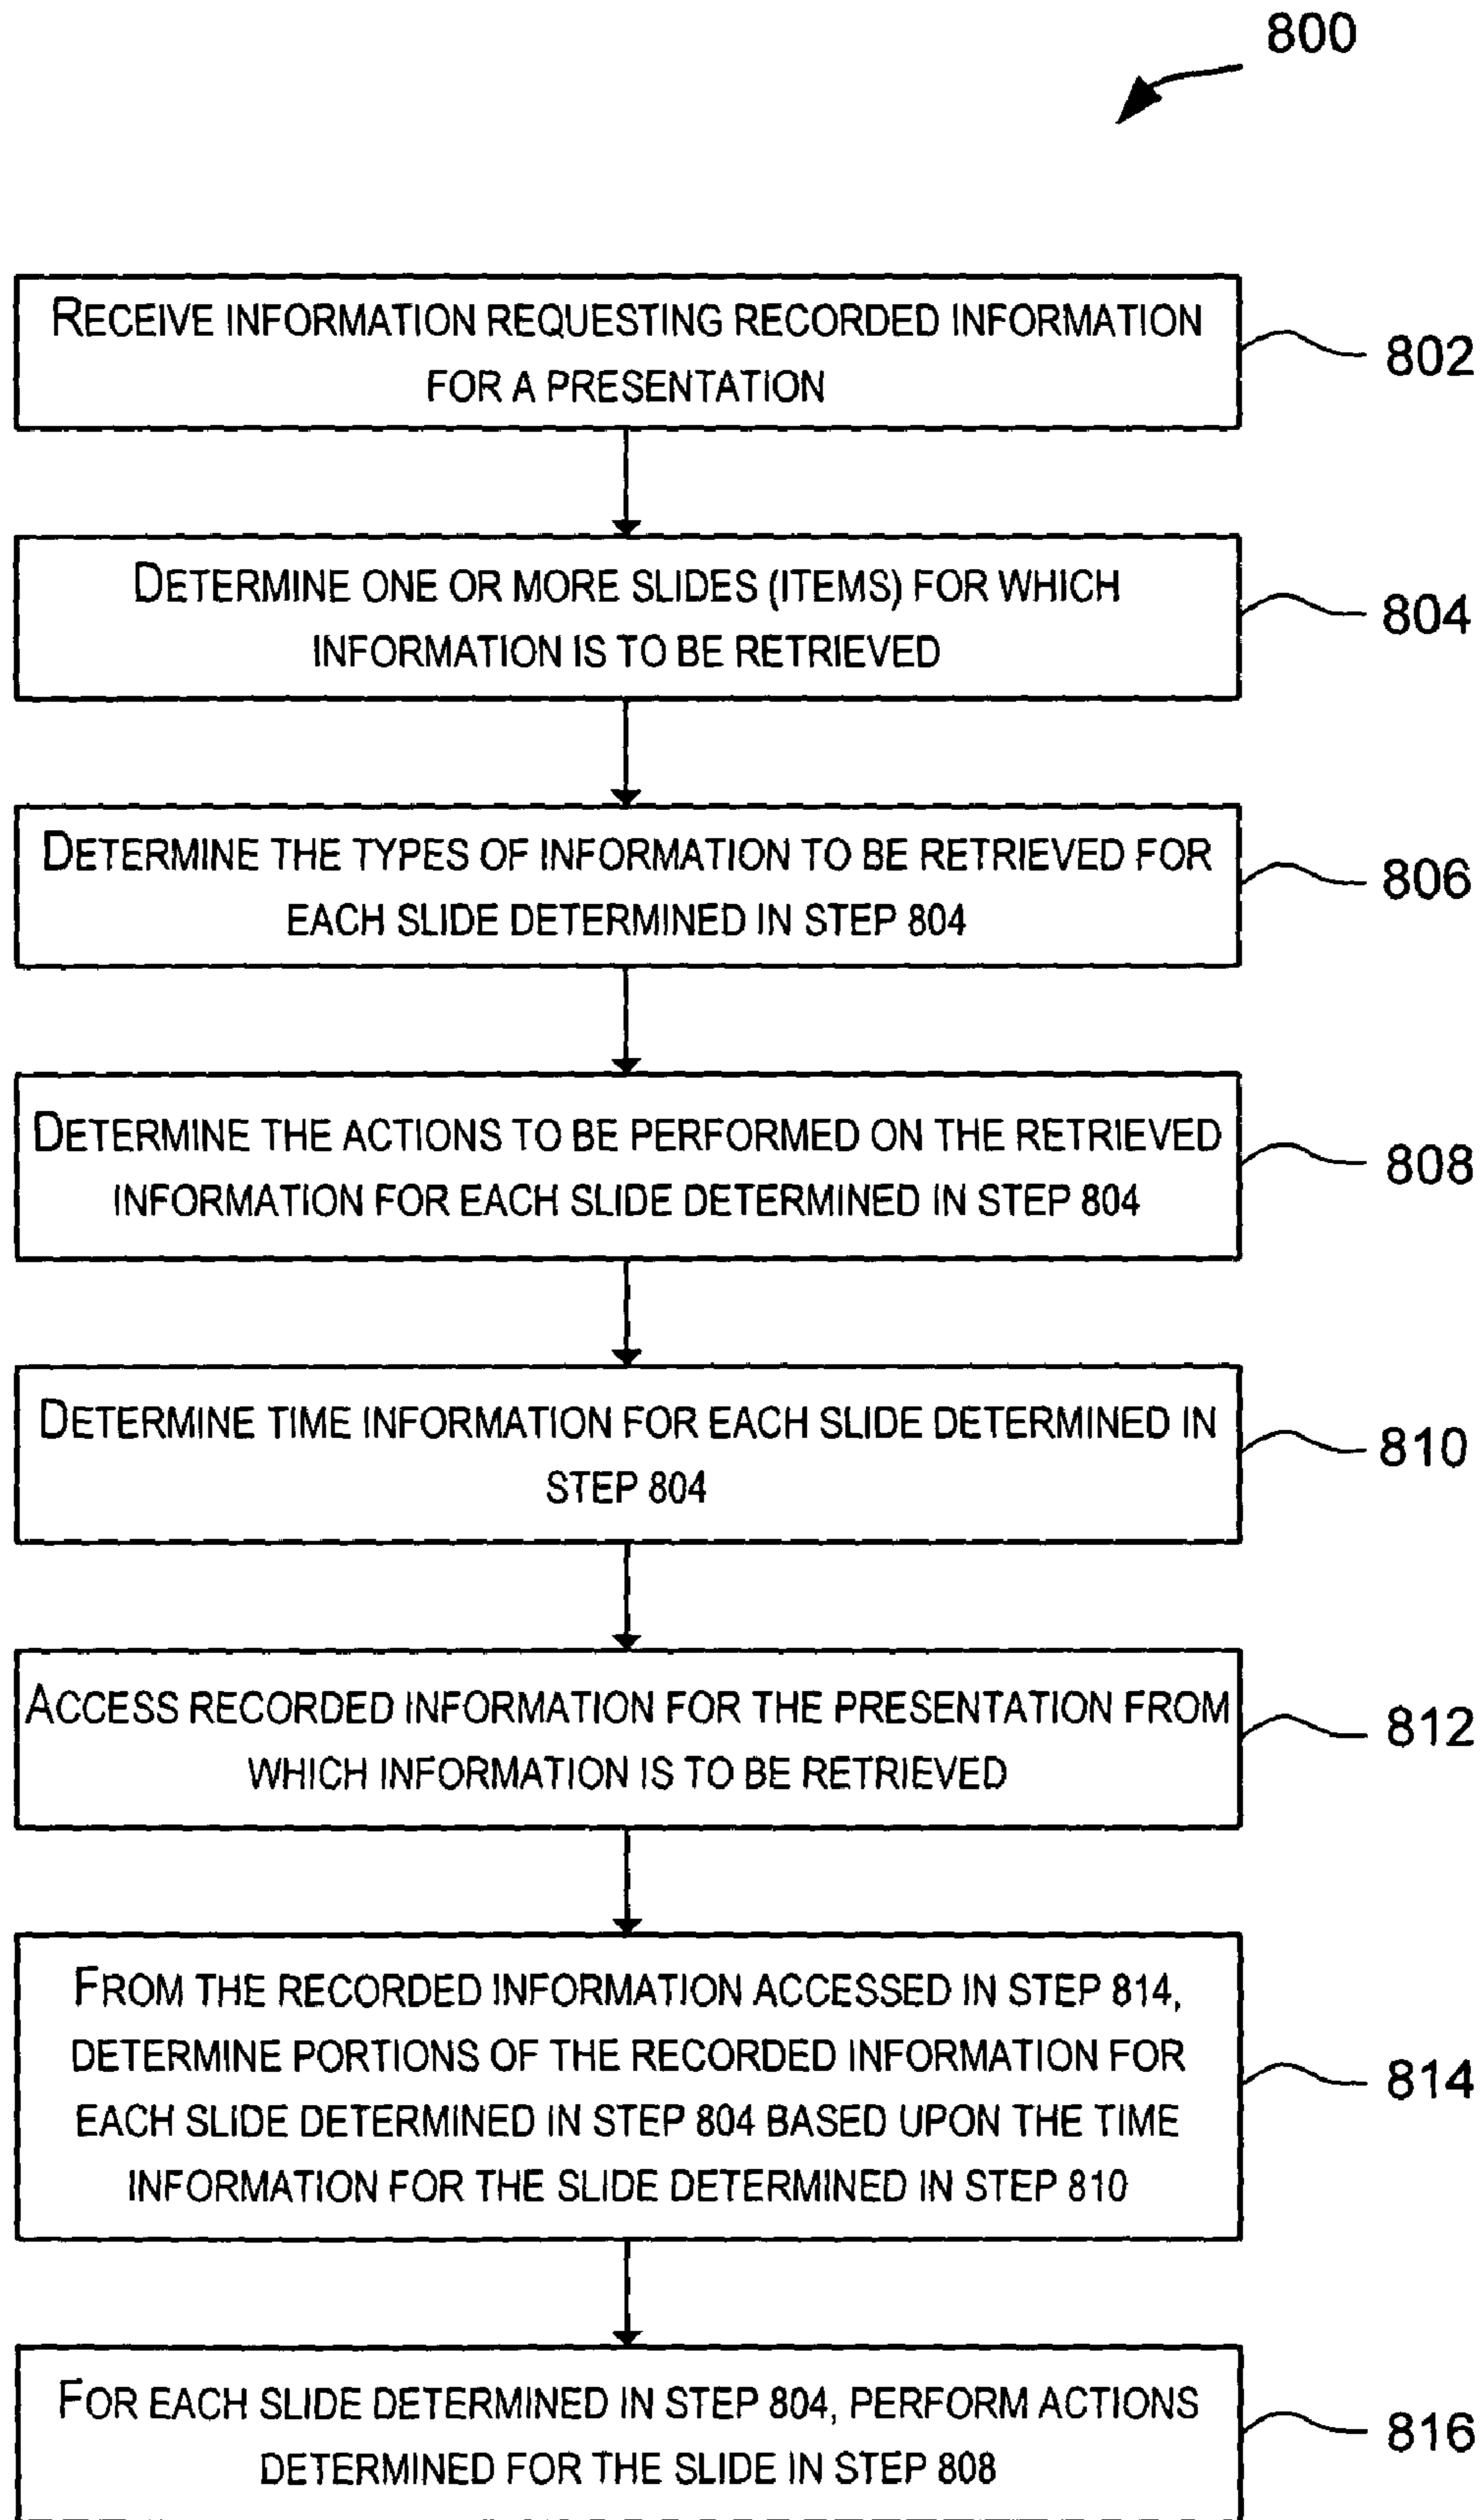 800
RECEIVE INFORMATION REQUESTING RECORDED INFORMATION
FOR A PRESENTATION
802
DETERMINE ONE OR MORE SLIDES (ITEMS) FOR WHICH
INFORMATION IS TO BE RETRIEVED
804
DETERMINE THE TYPES OF INFORMATION TO BE RETRIEVED FOR
EACH SLIDE DETERMINED IN STEP 804
806
DETERMINE THE ACTIONS TO BE PERFORMED ON THE RETRIEVED
INFORMATION FOR EACH SLIDE DETERMINED IN STEP 804
808
DETERMINE TIME INFORMATION FOR EACH SLIDE DETERMINED IN
STEP 804
810
ACCESS RECORDED INFORMATION FOR THE PRESENTATION FROM
WHICH INFORMATION IS TO BE RETRIEVED
812
FROM THE RECORDED INFORMATION ACCESSED IN STEP 814,
DETERMINE PORTIONS OF THE RECORDED INFORMATION FOR
EACH SLIDE DETERMINED IN STEP 804 BASED UPON THE TIME
INFORMATION FOR THE SLIDE DETERMINED IN STEP 810
814
FOR EACH SLIDE DETERMINED IN STEP 804, PERFORM ACTIONS
DETERMINED FOR THE SLIDE IN STEP 808
816